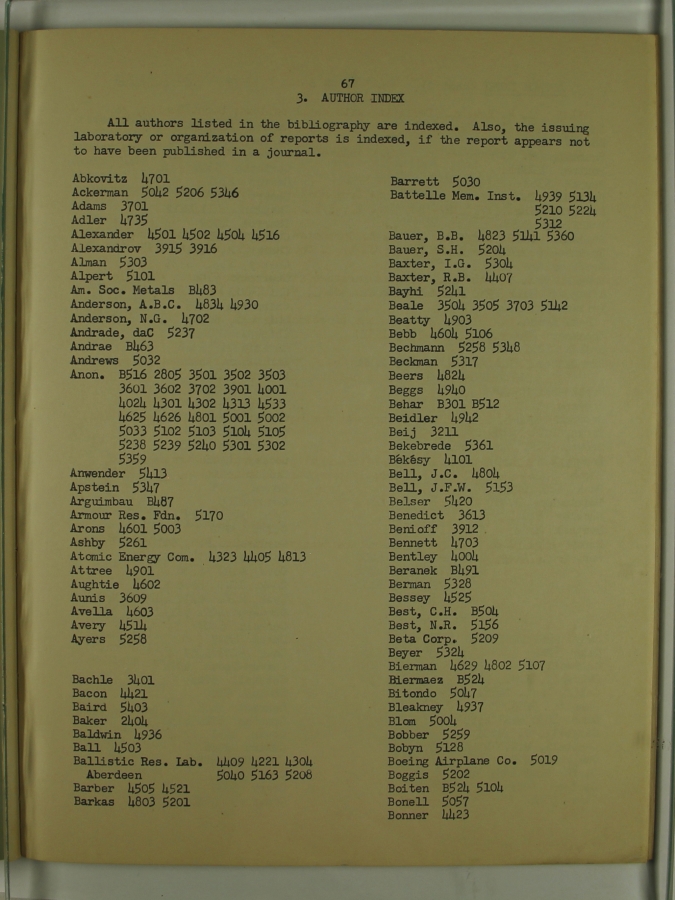 67
3. AUTHOR INDEX
All authors listed in the bibliography are indexed. Also, the issuing
laboratory or organization of reports is indexed, if the report appears not
to have been published in a journal.
Abkovitz 4701
Ackerman 5042 5206 5346
Adams 3701
Adler 4735
Alexander 4501 4502 4504 4516
Alexandrov 3915 3916
Alman 5303
Alpert 5101
Am. Soc. Metals B483
Anderson, A.B.C. 4834 4930
Anderson, N.G. 4702
Andrade, daC 5237
Andrae B463
Andrews 5032
Anon. B516 2805 3501 3502 3503
3601 3602 3702 3901 4001
4024 4301 4302 4313 4533
4625 4626 4801 5001 5002
5033 5102 5103 5104 5105
5238 5239 5240 5301 5302
5359
Anwender 5413
Apstein 5347
Arguimbau B487
Armour Res. Fdn. 5170
Arons 4601 5003
Ashby 5261
Atomic Energy Com. 4323 4405 4813
Attree 4901
Aughtie 4602
Aunis 3609
Avella 4603
Avery 4514
Ayers 5258
Bachle 3401
Bacon 4421
Baird 5403
Baker 2404
Baldwin 4936
Ball 4503
Ballistic Res. Lab. 4409 4221 4304
Aberdeen 5040 5163 5208
Barber 4505 4521
Barkas 4803 5201
Barrett 5030
Battelle Mem. Inst. 4939 5134
5210 5224
5312
Bauer, B.B. 4823 5141 5360
Bauer, S.H. 5204
Baxter, I.G. 5304
Baxter, R.B. 4407
Bayhi 5241
Beale 3504 3505 3703 5142
Beatty 4903
Bebb 4604 5106
Bechmann 5258 5348
Beckman 5317
Beers 4824
Beggs 4940
Behar B301 B512
Beidler 4942
Beij 3211
Bekebrede 5361
Békésy 4101
Bell, J.C. 4804
Bell, J.F.W. 5153
Belser 5420
Benedict 3613
Benioff 3912
Bennett 4703
Bentley 4004
Beranek B491
Berman 5328
Bessey 4525
Best, C.H. B504
Best, N.R. 5156
Beta Corp. 5209
Beyer 5324
Bierman 4629 4802 5107
Biermaez B524
Bitondo 5047
Bleakney 4937
Blom 5004
Bobber 5259
Bobyn 5128
Boeing Airplane Co. 5019
Boggis 5202
Boiten B524 5104
Bonell 5057
Bonner 4423